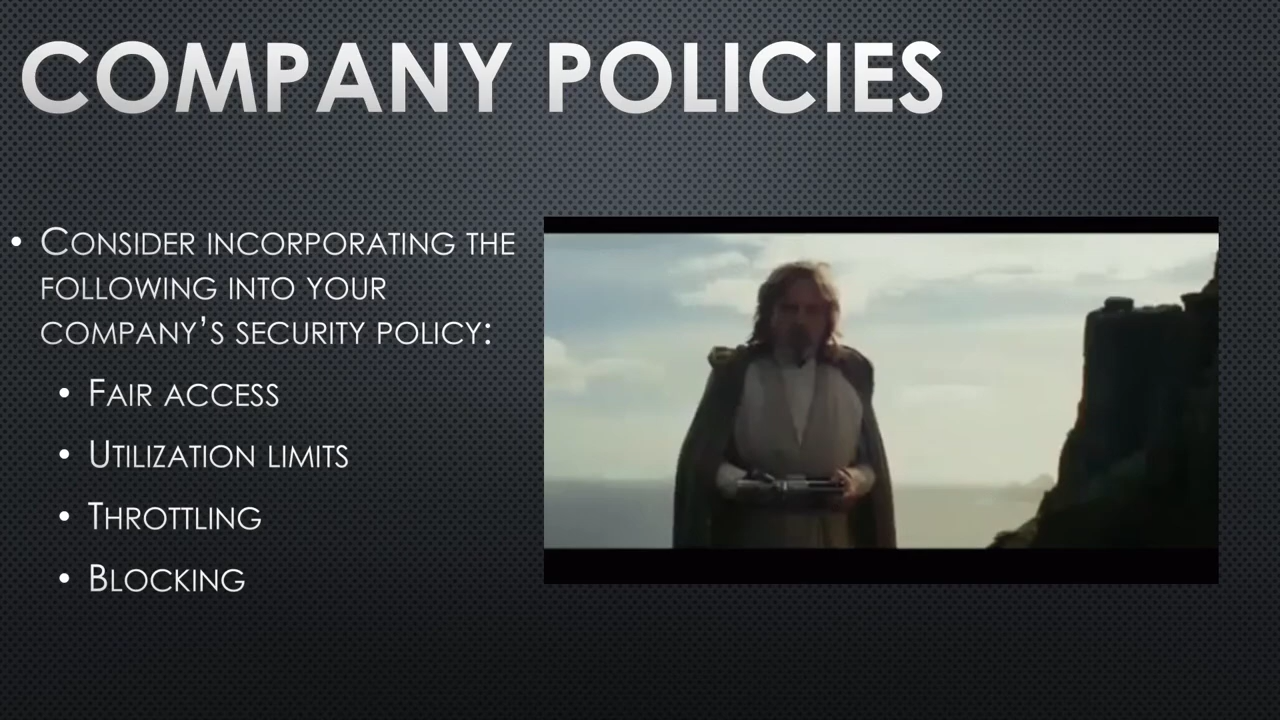 COMPANY POLICIES
• CONSIDER INCORPORATING THE
FOLLOWING INTO YOUR
COMPANY’S SECURITY POLICY:
• FAIR ACCESS
• UTILIZATION LIMITS
• THROTTLING
• BLOCKING